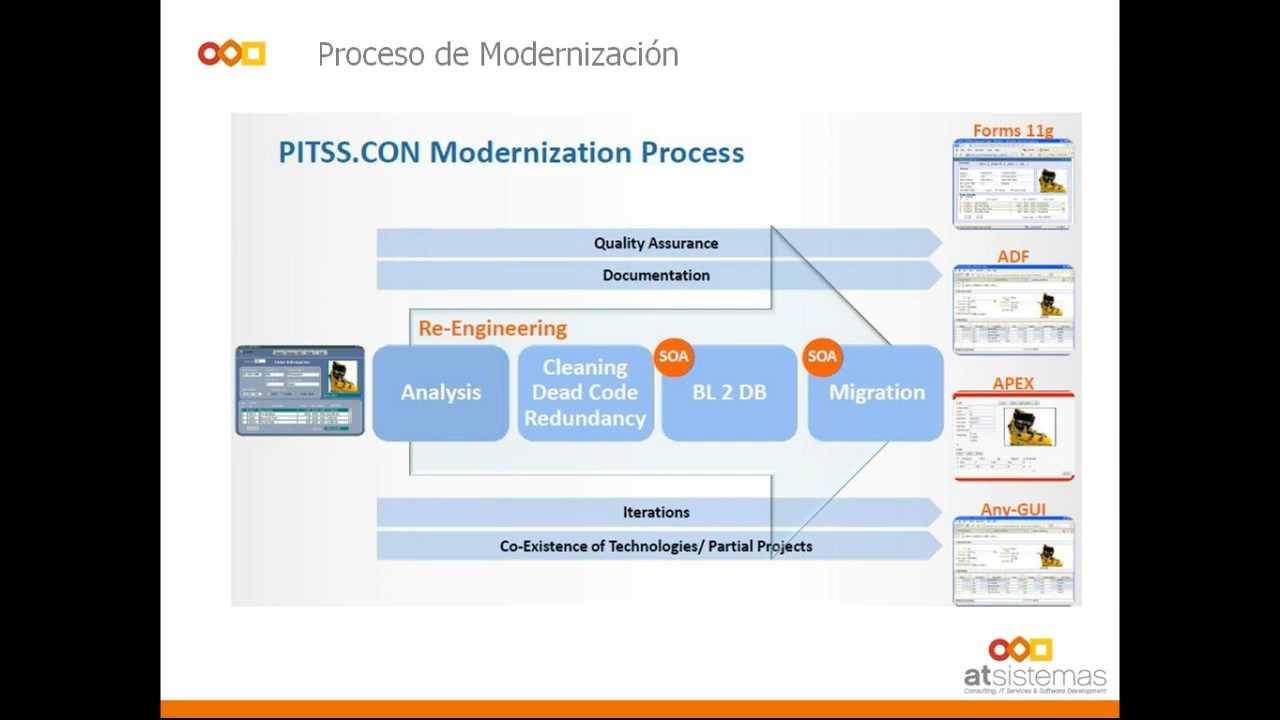 Proceso de Modernización
PITSS.CON Modernization Process
Quality Assurance
Documentation
Re-Engineering
Analysis
Cleaning
Dead Code
Redundancy
SOA
BL 2 DB
SOA
Migration
Iterations
Co-Existence of Technologies/ Partial Projects
Forms 11g
ADF
APEX
Any-GUI
atsistemas
Consulting, IT Services & Software Development